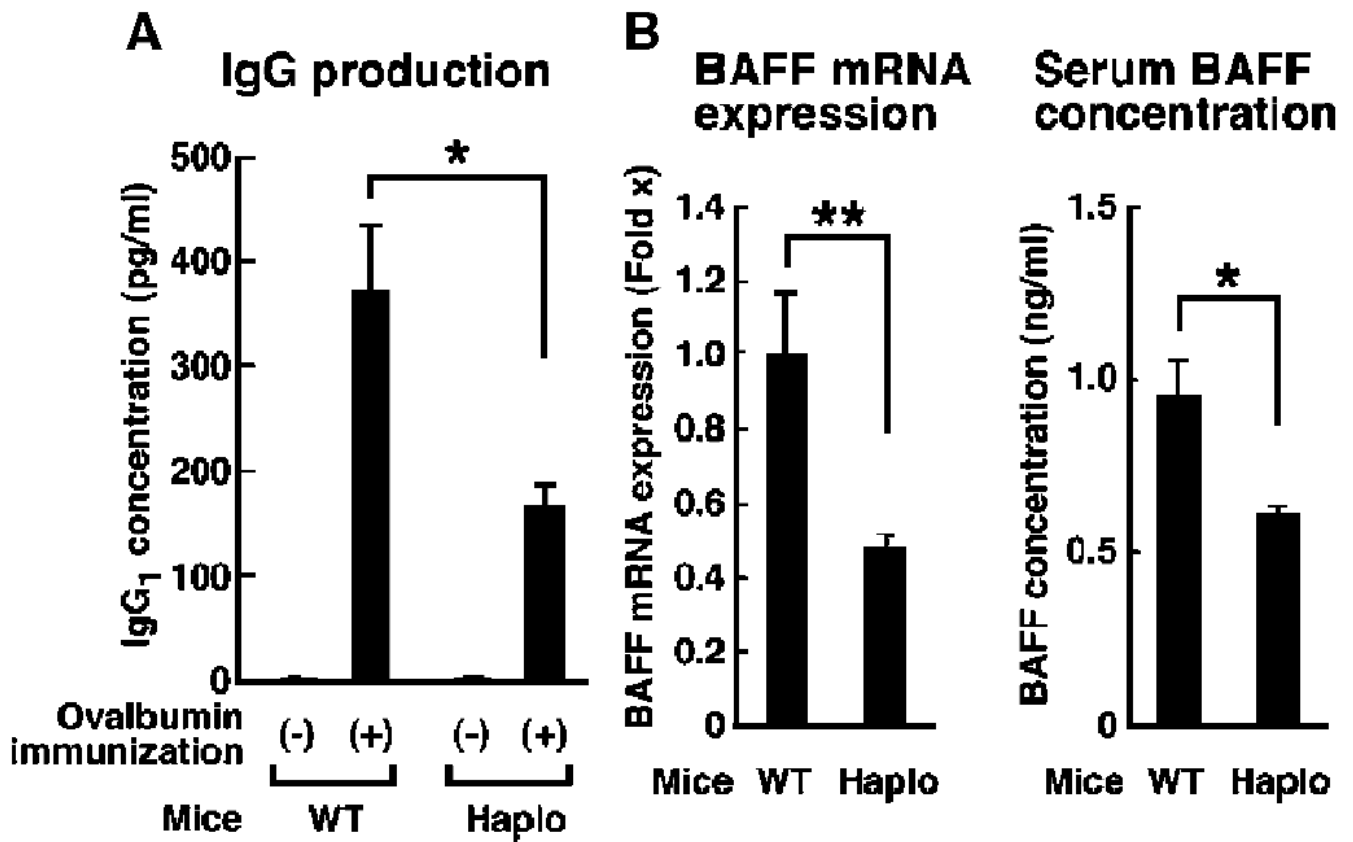 A
IgG production
IgG1 concentration (pg/ml)
500
400
300
200
100
0
*
Ovalbumin
immunization
(-) (+) (-) (+)
Mice WT Haplo
B
BAFF mRNA
expression
BAFF mRNA expression (Fold x)
1.4
1.2
1.0
0.8
0.6
0.4
0.2
0
**
Mice WT Haplo
Serum BAFF
concentration
BAFF concentration (ng/ml)
1.5
1.0
0.5
0
*
Mice WT Haplo